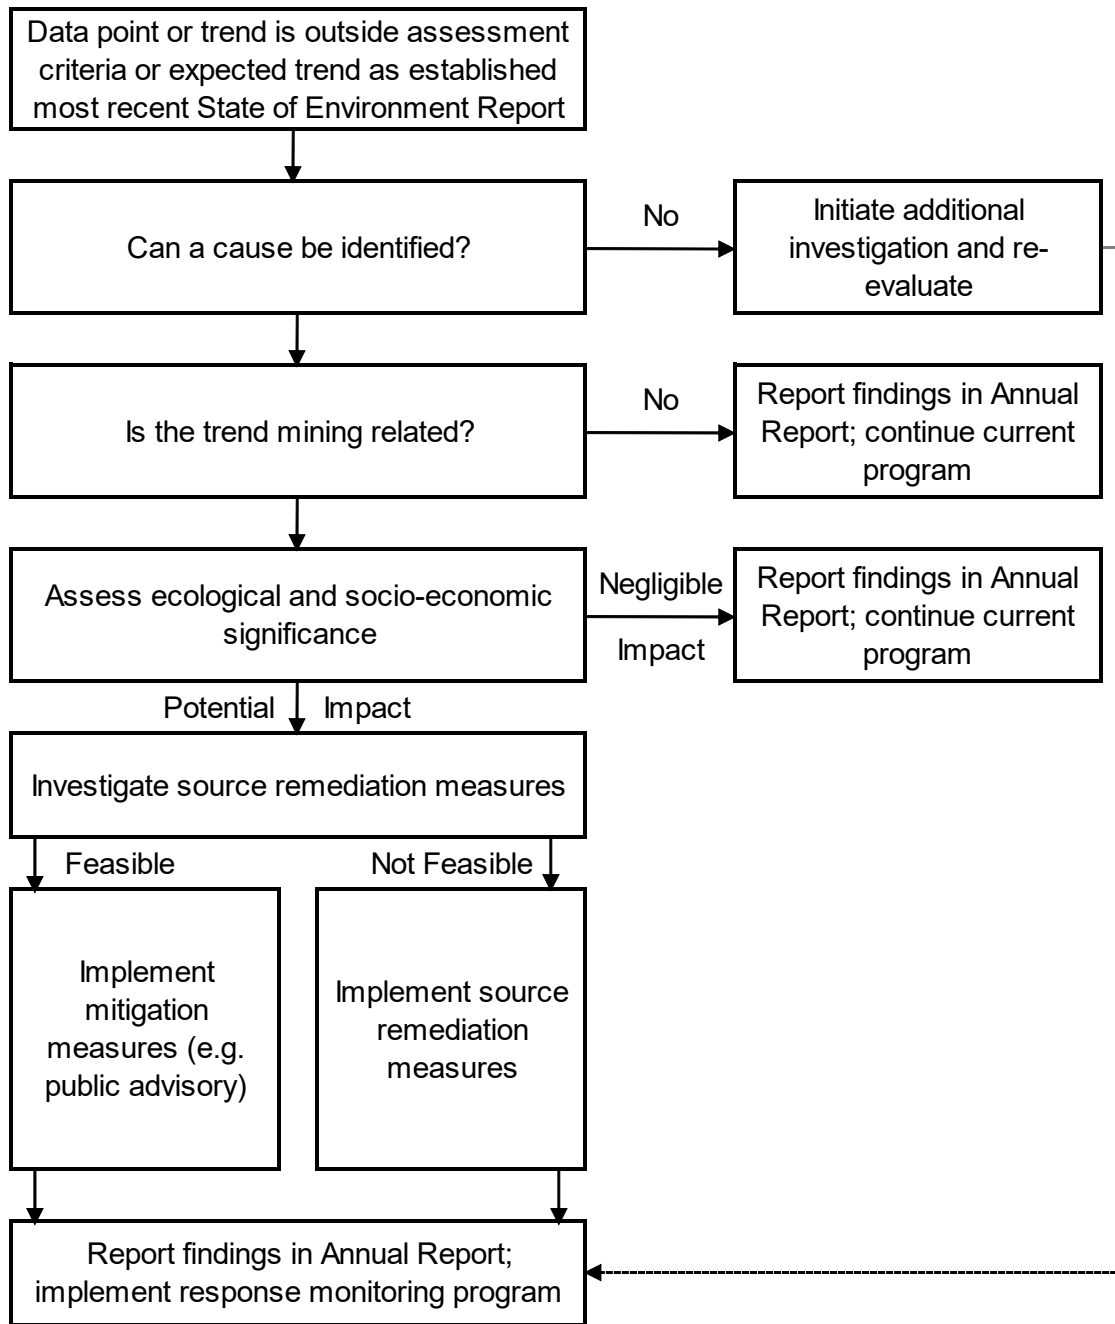 Data point or trend is outside assessment
criteria or expected trend as established
most recent State of Environment Report
Can a cause be identified?
No
Initiate additional
investigation and re-
evaluate
Is the trend mining related?
No
Report findings in Annual
Report; continue current
program
Assess ecological and socio-economic
significance
Negligible
Impact
Report findings in Annual
Report; continue current
program
Potential Impact
Investigate source remediation measures
Feasible
Not Feasible
Implement
mitigation
measures (e.g.
public advisory)
Implement source
remediation
measures
Report findings in Annual Report;
implement response monitoring program